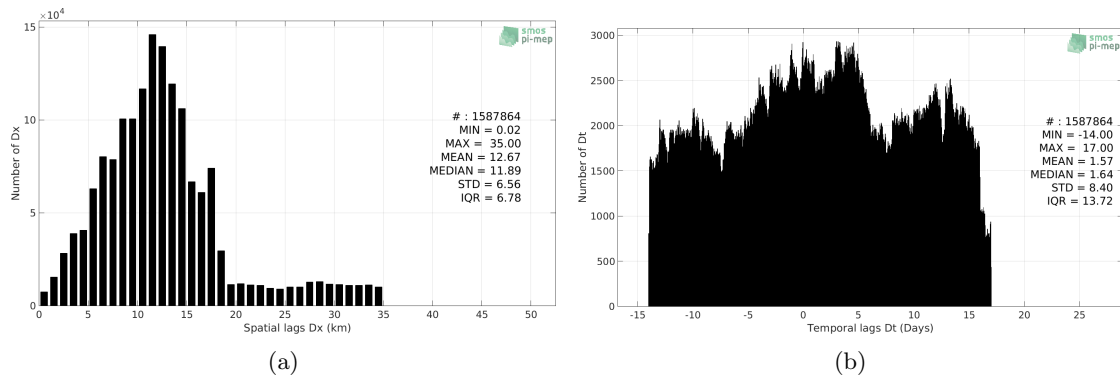 ×10⁴
15
10
5
0
0 5 10 15 20 25 30 35 40 45 50
Number of Dx
Spatial lags Dx (km)
smos
pi-mep
# : 1587864
MIN = 0.02
MAX = 35.00
MEAN = 12.67
MEDIAN = 11.89
STD = 6.56
IQR = 6.78
(a)
3000
2500
2000
1500
1000
500
0
-15 -10 -5 0 5 10 15 20 25
Number of Dt
Temporal lags Dt (Days)
smos
pi-mep
# : 1587864
MIN = -14.00
MAX = 17.00
MEAN = 1.57
MEDIAN = 1.64
STD = 8.40
IQR = 13.72
(b)